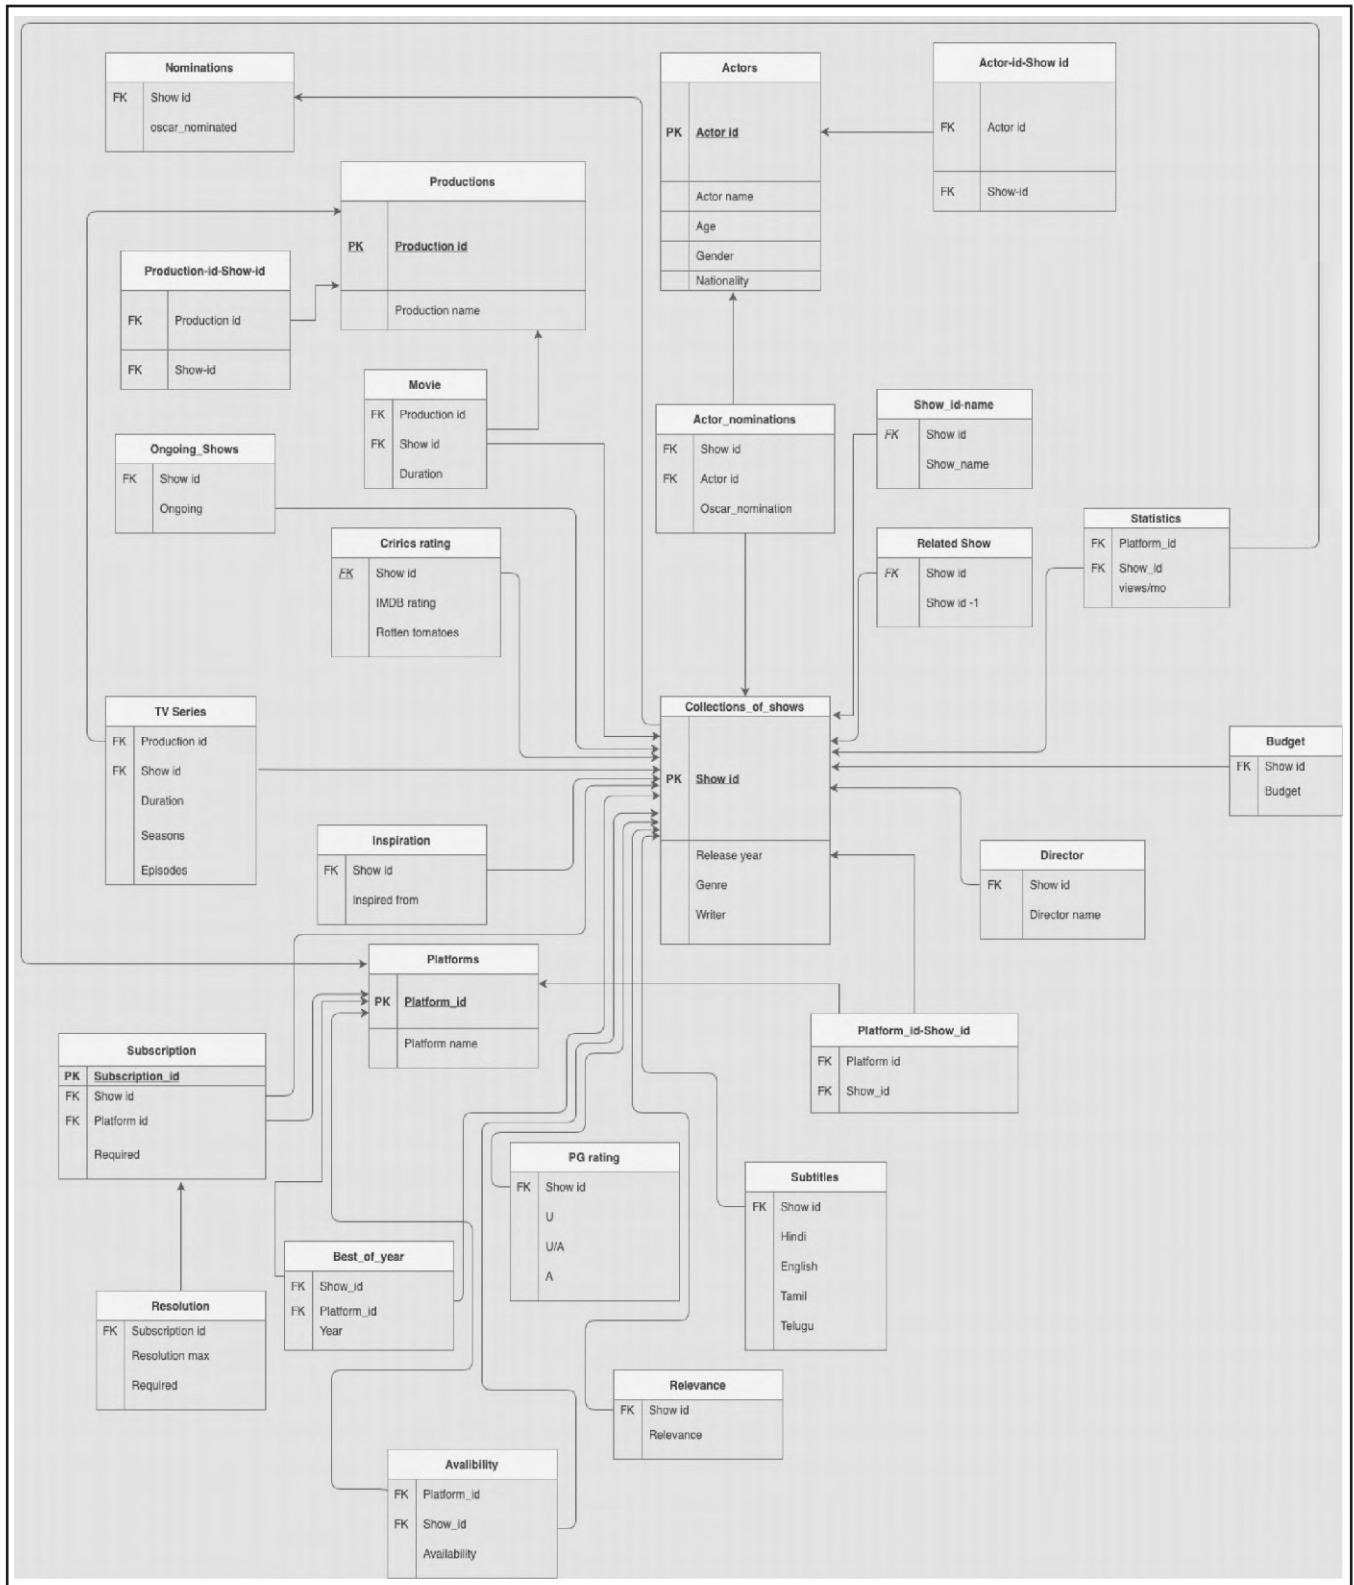 Nominations
FK Show id
oscar_nominated
Actors
PK Actor id
Actor name
Age
Gender
Nationality
Actor-id-Show id
FK Actor id
FK Show-id
Productions
PK Production id
Production name
Production-id-Show-id
FK Production id
FK Show-id
Movie
FK Production id
FK Show id
Duration
Actor_nominations
FK Show id
FK Actor id
Oscar_nomination
Show_id-name
FK Show id
Show_name
Ongoing_Shows
FK Show id
Ongoing
Crirics rating
FK Show id
IMDB rating
Rotten tomatoes
Related Show
FK Show id
Show id -1
Statistics
FK Platform_id
FK Show_id
views/mo
TV Series
FK Production id
FK Show id
Duration
Seasons
Episodes
Collections_of_shows
PK Show id
Release year
Genre
Writer
Budget
FK Show id
Budget
Inspiration
FK Show id
Inspired from
Director
FK Show id
Director name
Platforms
PK Platform_id
Platform name
Platform_id-Show_id
FK Platform id
FK Show_id
Subscription
PK Subscription_id
FK Show id
FK Platform id
Required
PG rating
FK Show id
U
U/A
A
Subtitles
FK Show id
Hindi
English
Tamil
Telugu
Best_of_year
FK Show_id
FK Platform_id
Year
Resolution
FK Subscription id
Resolution max
Required
Relevance
FK Show id
Relevance
Avalibility
FK Platform_id
FK Show_id
Availability